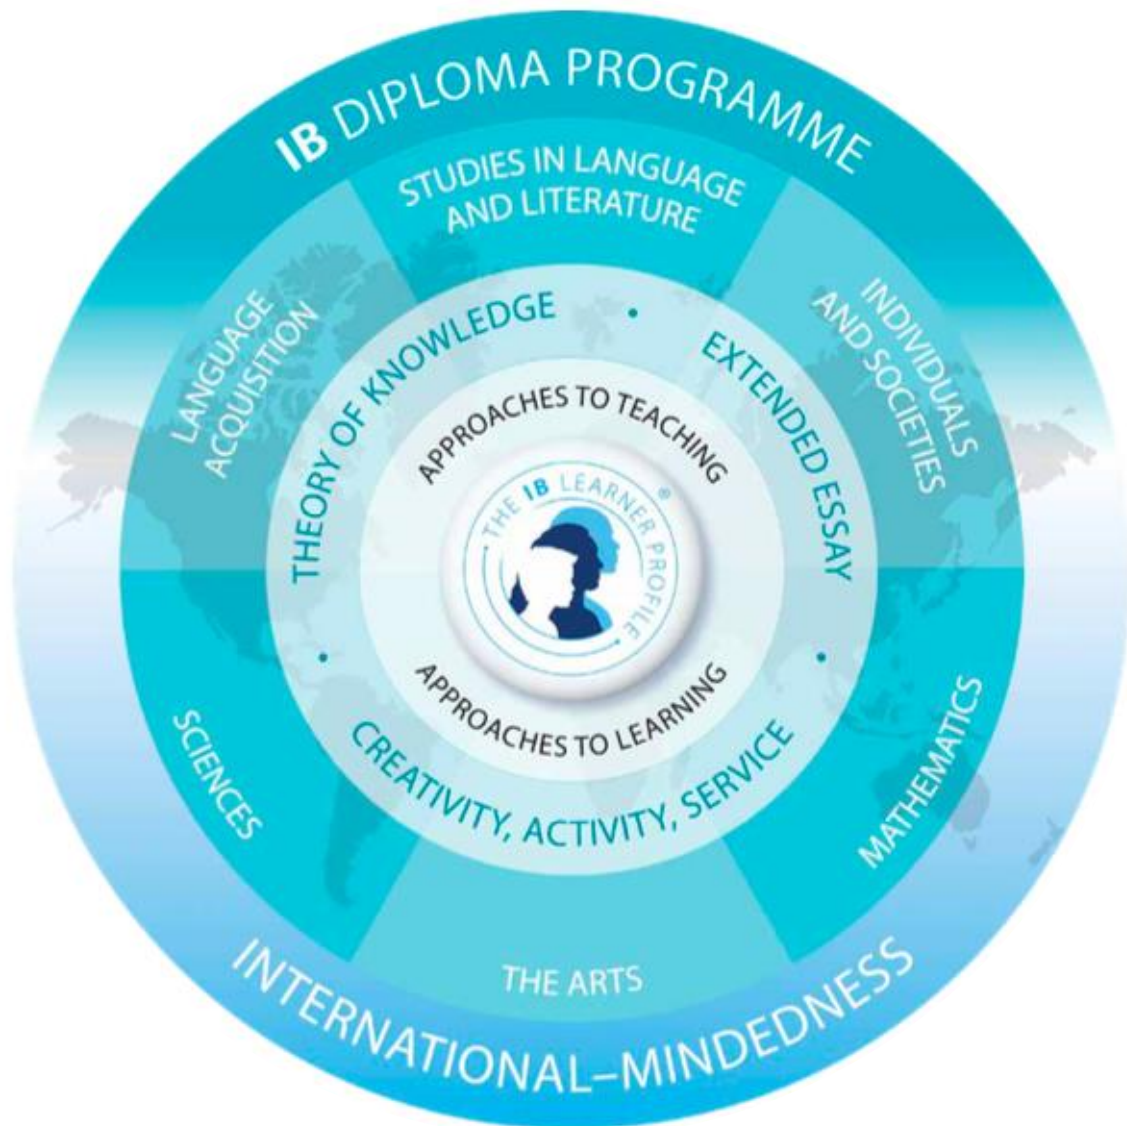 IB DIPLOMA PROGRAMME
STUDIES IN LANGUAGE
AND LITERATURE
LANGUAGE
ACQUISITION
INDIVIDUALS
AND SOCIETIES
THEORY OF KNOWLEDGE
•
EXTENDED ESSAY
•
APPROACHES TO TEACHING
THE IB LEARNER PROFILE
®
APPROACHES TO LEARNING
•
CREATIVITY, ACTIVITY, SERVICE
SCIENCES
MATHEMATICS
THE ARTS
INTERNATIONAL–MINDEDNESS